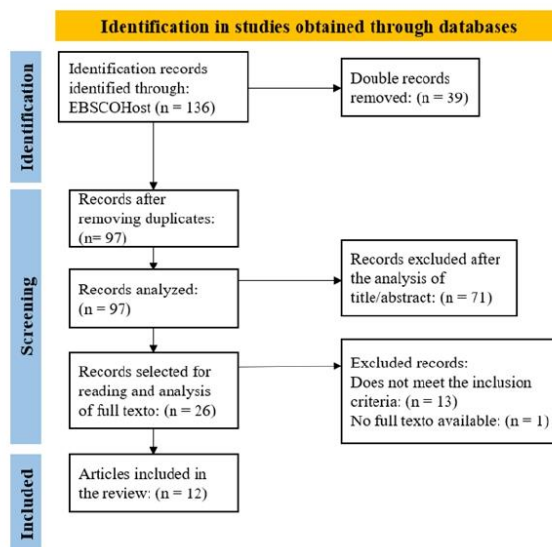 Identification in studies obtained through databases
Identification
Identification records
identified through:
EBSCOHost (n = 136)
Double records
removed: (n = 39)
Screening
Records after
removing duplicates:
(n= 97)
Records analyzed:
(n = 97)
Records excluded after
the analysis of
title/abstract: (n = 71)
Records selected for
reading and analysis
of full texto: (n = 26)
Excluded records:
Does not meet the inclusion
criteria: (n = 13)
No full texto available: (n = 1)
Included
Articles included in
the review: (n = 12)